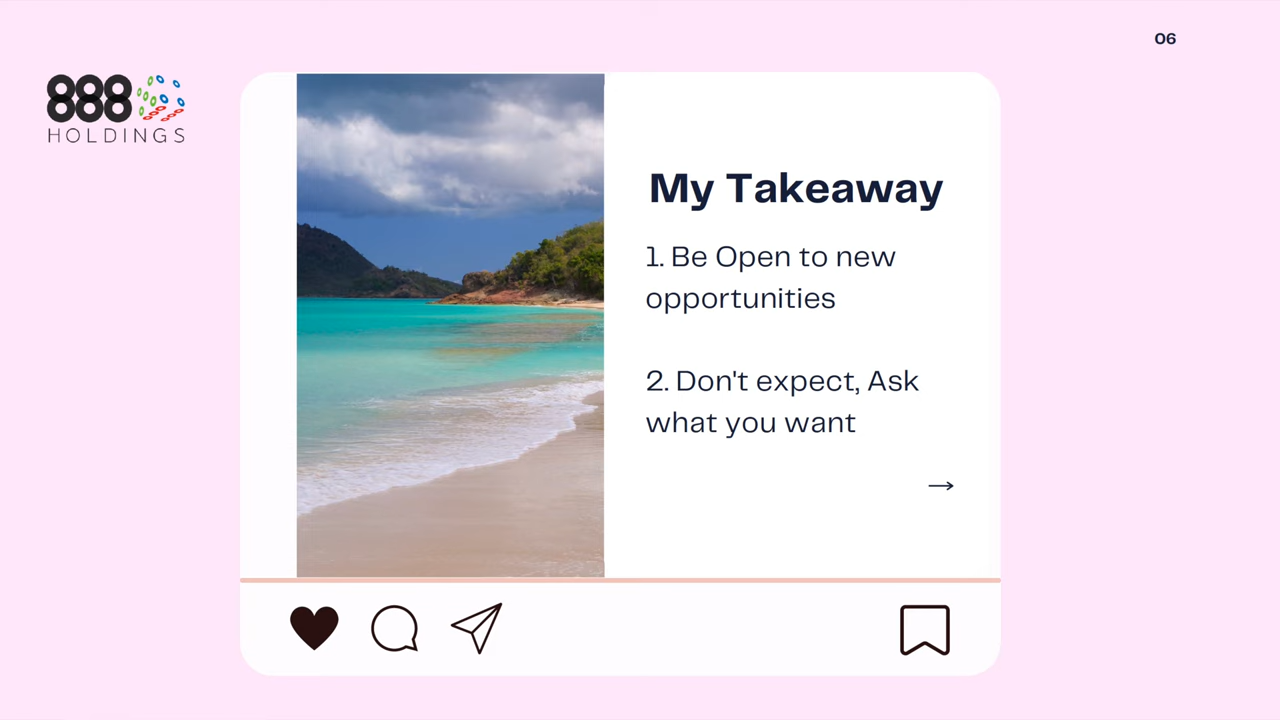 06
888
HOLDINGS
My Takeaway
1. Be Open to new
opportunities
2. Don't expect, Ask
what you want